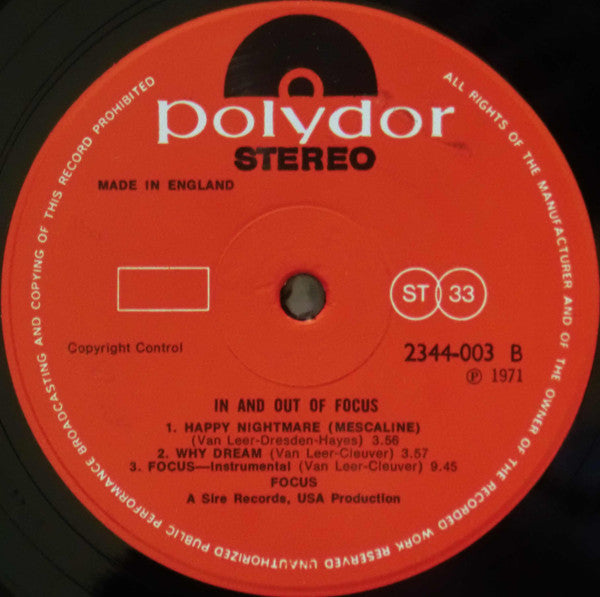 polydor
STEREO
MADE IN ENGLAND
ST 33
Copyright Control
2344-003 B
℗ 1971
IN AND OUT OF FOCUS
1. HAPPY NIGHTMARE (MESCALINE)
(Van Leer-Dresden-Hayes) 3.56
2. WHY DREAM (Van Leer-Cleuver) 3.57
3. FOCUS—Instrumental (Van Leer-Cleuver) 9.45
FOCUS
A Sire Records, USA Production
ALL RIGHTS OF THE MANUFACTURER AND OF THE OWNER OF THE RECORDED WORK RESERVED UNAUTHORIZED PUBLIC PERFORMANCE BROADCASTING AND COPYING OF THIS RECORD PROHIBITED